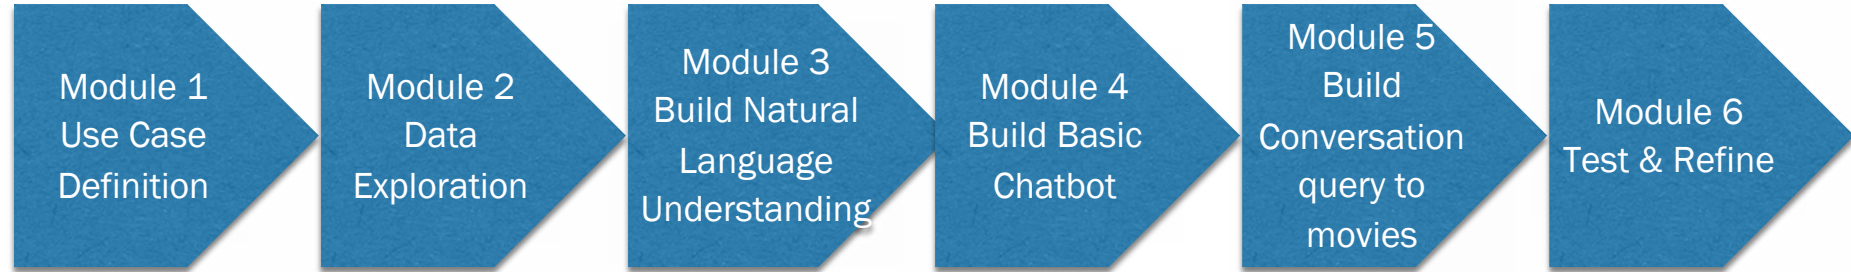 Module 1
Use Case
Definition
Module 2
Data
Exploration
Module 3
Build Natural
Language
Understanding
Module 4
Build Basic
Chatbot
Module 5
Build
Conversation
query to
movies
Module 6
Test & Refine